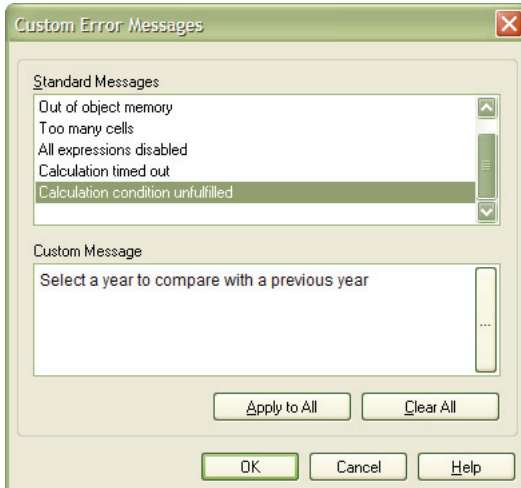 Custom Error Messages
Standard Messages
Out of object memory
Too many cells
All expressions disabled
Calculation timed out
Calculation condition unfulfilled
Custom Message
Select a year to compare with a previous year
...
Apply to All
Clear All
OK
Cancel
Help